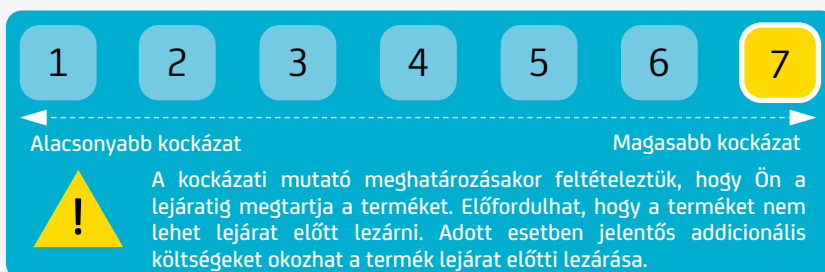 1 2 3 4 5 6 7
Alacsonyabb kockázat Magasabb kockázat
A kockázati mutató meghatározásakor feltételeztük, hogy Ön a
lejáratig megtartja a terméket. Előfordulhat, hogy a terméket nem
lehet lejárat előtt lezárni. Adott esetben jelentős addicionális
költségeket okozhat a termék lejárat előtti lezárása.
!